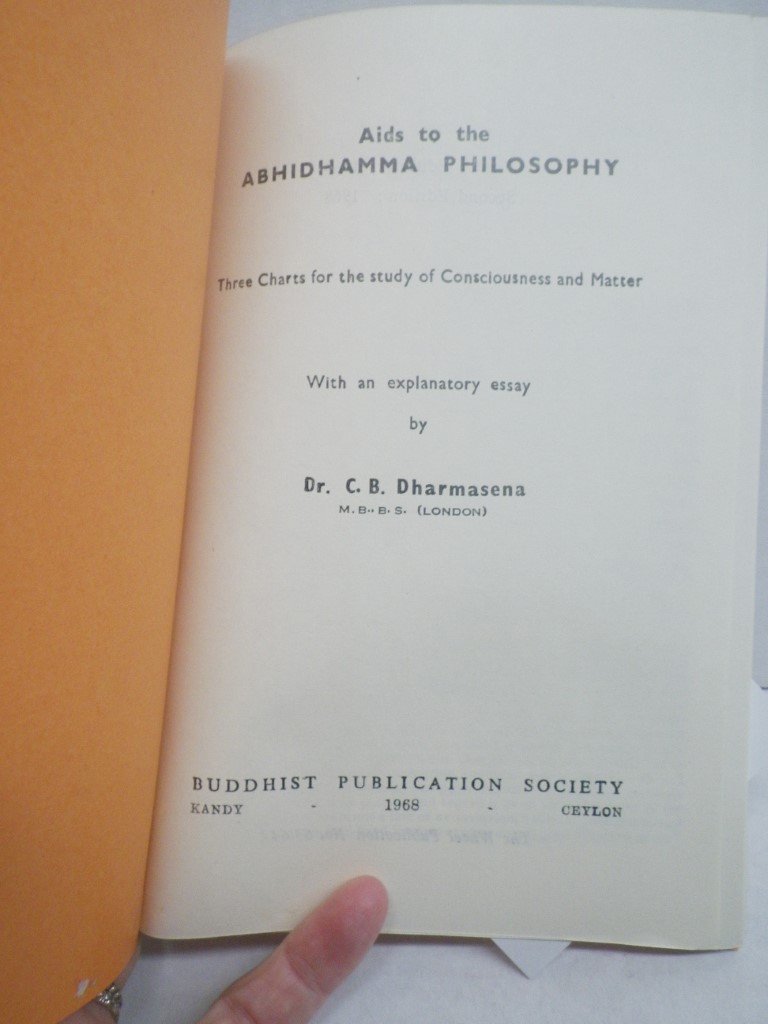 Aids to the
ABHIDHAMMA PHILOSOPHY
Three Charts for the study of Consciousness and Matter
With an explanatory essay
by
Dr. C. B. Dharmasena
M. B., B. S. (LONDON)
BUDDHIST PUBLICATION SOCIETY
KANDY - 1968 - CEYLON